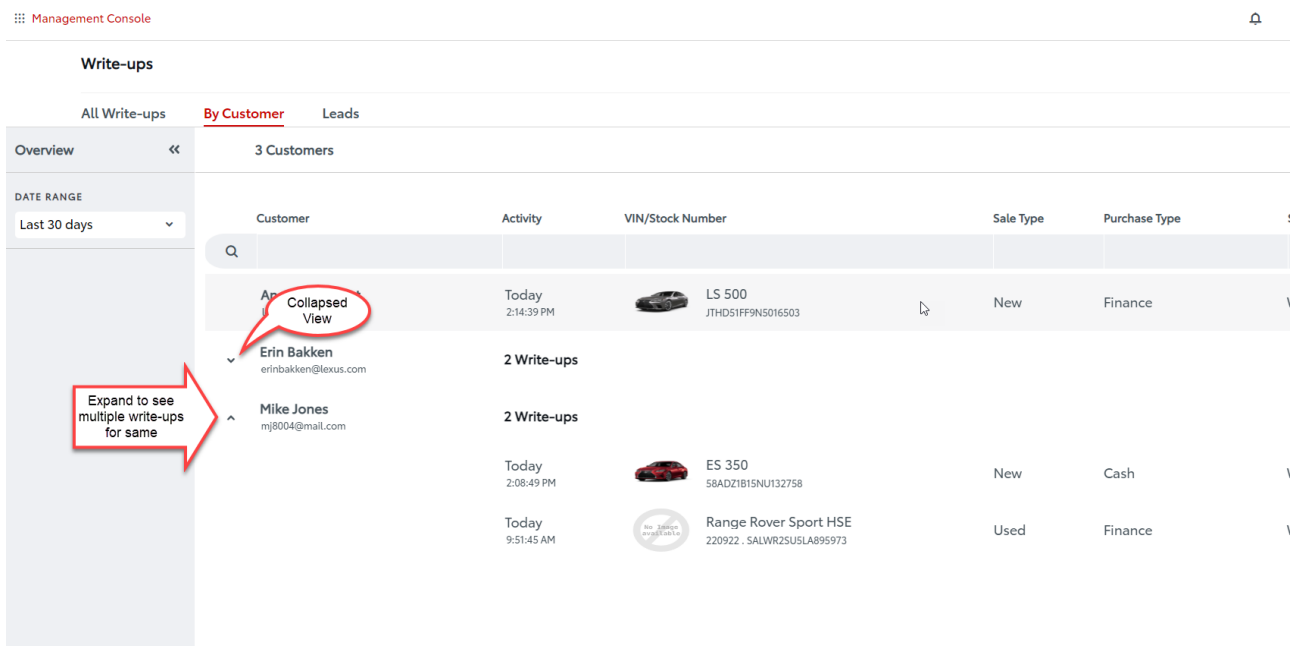 Management Console
Write-ups
All Write-ups By Customer Leads
Overview 3 Customers
DATE RANGE
Last 30 days
Customer Activity VIN/Stock Number Sale Type Purchase Type
Today LS 500 New Finance
2:14:39 PM JTHD51FF9N5016503
Collapsed
View
Erin Bakken 2 Write-ups
erinbakken@lexus.com
Expand to see
multiple write-ups
for same
Mike Jones 2 Write-ups
mj8004@mail.com
Today ES 350 New Cash
2:08:49 PM 58ADZ1B15NU132758
Today No Image available Range Rover Sport HSE Used Finance
9:51:45 AM 220922 . SALWR2SU5LA895973